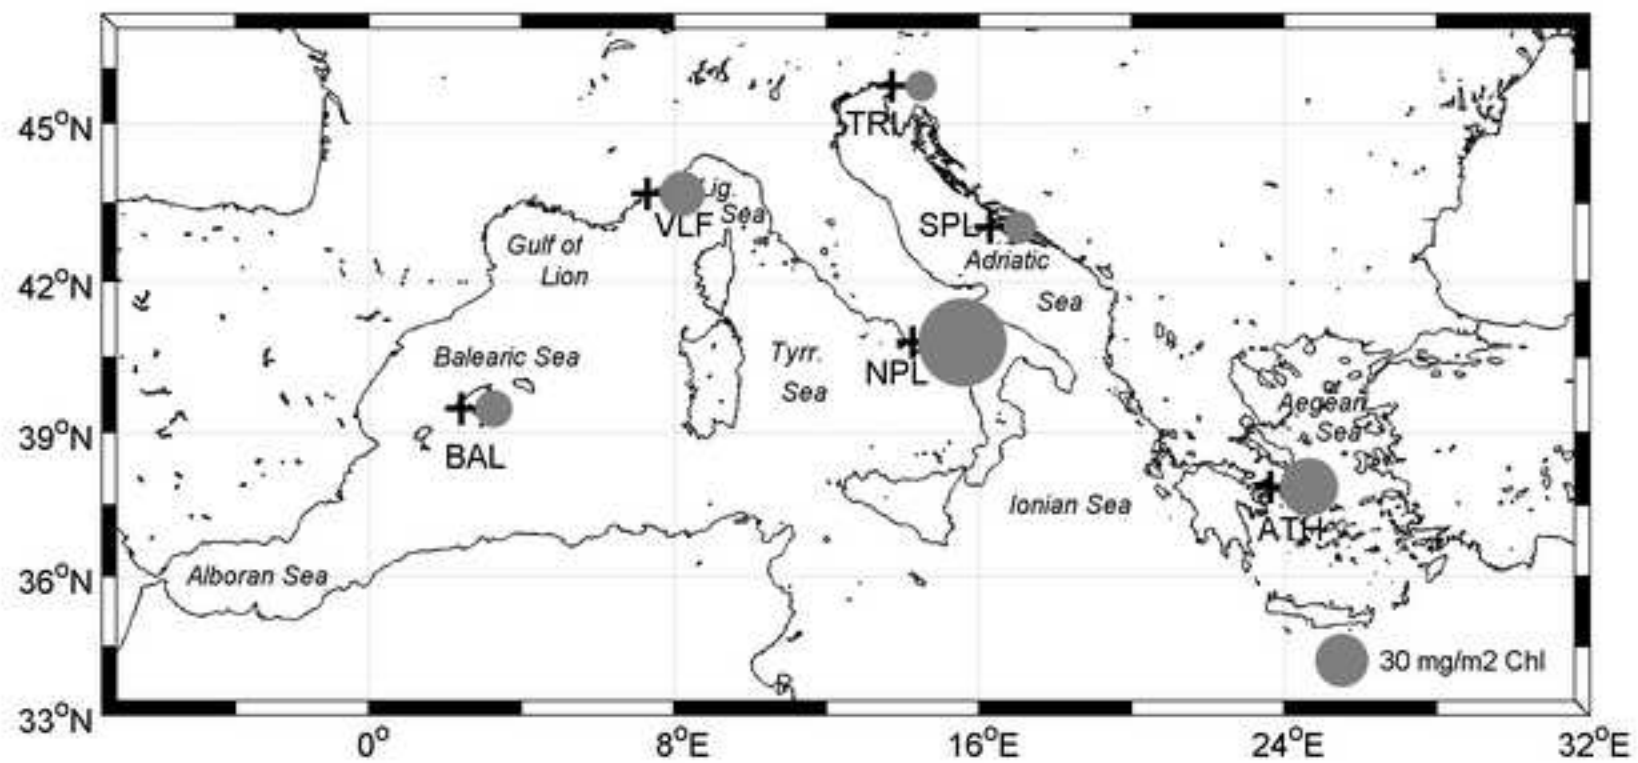 45°N
42°N
39°N
36°N
33°N
TRI
Lig.
Sea
VLF
SPL
Gulf of
Lion
Adriatic
Sea
Balearic Sea
Tyrr.
Sea
NPL
Aegean
Sea
BAL
Ionian Sea
ATH
Alboran Sea
30 mg/m2 Chl
0°
8°E
16°E
24°E
32°E